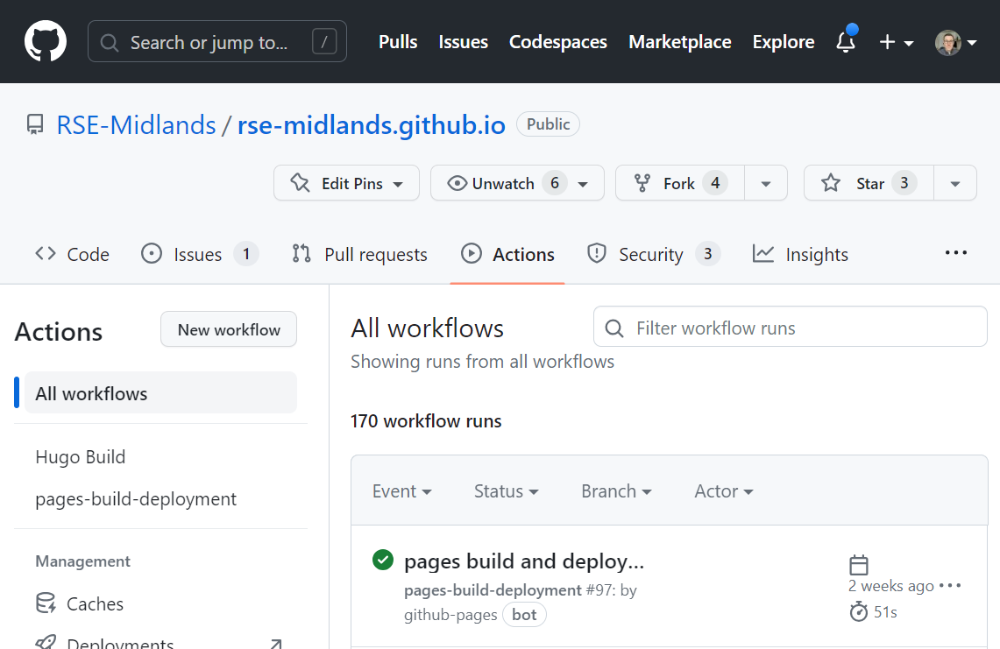 Search or jump to... / Pulls Issues Codespaces Marketplace Explore
RSE-Midlands / rse-midlands.github.io Public
Edit Pins Unwatch 6 Fork 4 Star 3
Code Issues 1 Pull requests Actions Security 3 Insights
Actions New workflow
All workflows
Hugo Build
pages-build-deployment
Management
Caches
Deployments
All workflows Filter workflow runs
Showing runs from all workflows
170 workflow runs
Event Status Branch Actor
pages build and deploy...
pages-build-deployment #97: by
github-pages bot
2 weeks ago
51s